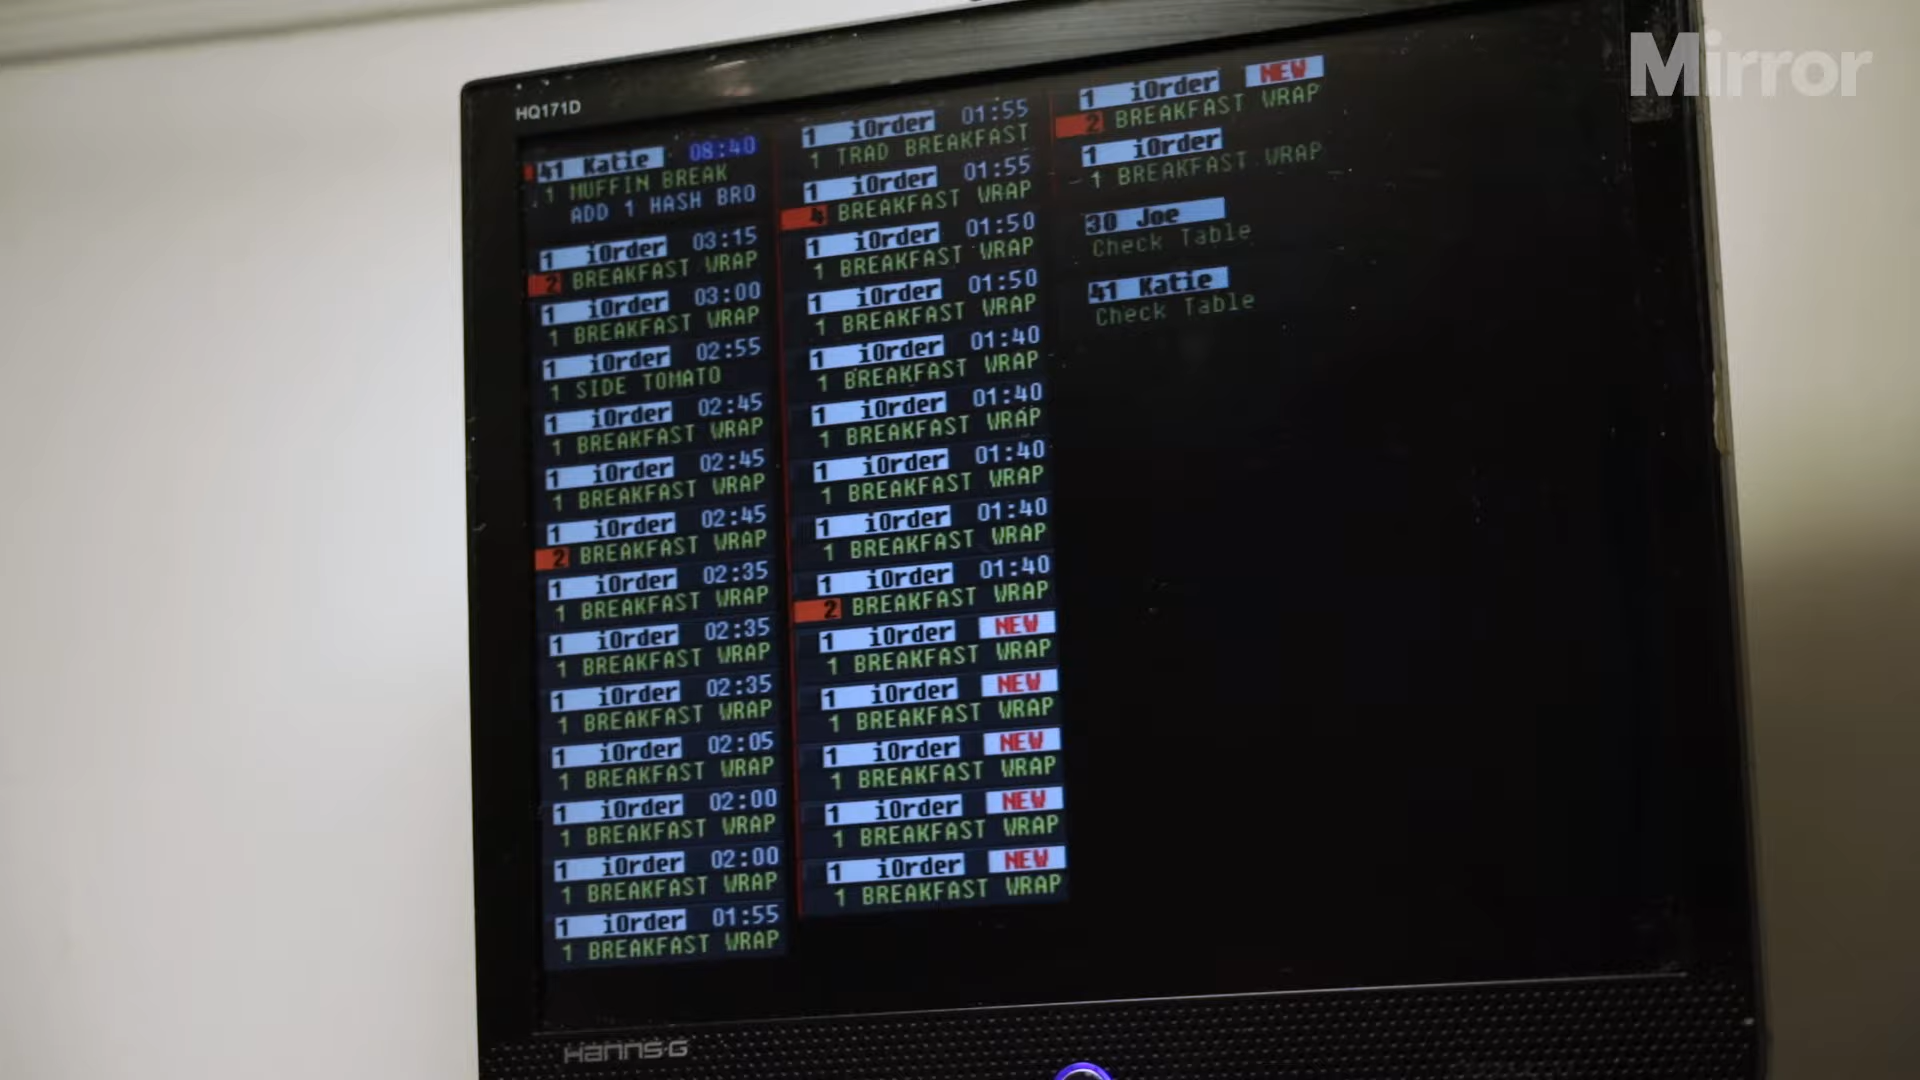 Mirror
HQ171D
41 Katie 08:40
1 MUFFIN BREAK
ADD 1 HASH BRO
1 iOrder 03:15
2 BREAKFAST WRAP
1 iOrder 03:00
1 BREAKFAST WRAP
1 iOrder 02:55
1 SIDE TOMATO
1 iOrder 02:45
1 BREAKFAST WRAP
1 iOrder 02:45
1 BREAKFAST WRAP
1 iOrder 02:45
2 BREAKFAST WRAP
1 iOrder 02:35
1 BREAKFAST WRAP
1 iOrder 02:35
1 BREAKFAST WRAP
1 iOrder 02:35
1 BREAKFAST WRAP
1 iOrder 02:05
1 BREAKFAST WRAP
1 iOrder 02:00
1 BREAKFAST WRAP
1 iOrder 02:00
1 BREAKFAST WRAP
1 iOrder 01:55
1 BREAKFAST WRAP
1 iOrder 01:55
1 TRAD BREAKFAST
1 iOrder 01:55
4 BREAKFAST WRAP
1 iOrder 01:50
1 BREAKFAST WRAP
1 iOrder 01:50
1 BREAKFAST WRAP
1 iOrder 01:40
1 BREAKFAST WRAP
1 iOrder 01:40
1 BREAKFAST WRAP
1 iOrder 01:40
1 BREAKFAST WRAP
1 iOrder 01:40
1 BREAKFAST WRAP
1 iOrder 01:40
2 BREAKFAST WRAP
1 iOrder NEW
1 BREAKFAST WRAP
1 iOrder NEW
1 BREAKFAST WRAP
1 iOrder NEW
1 BREAKFAST WRAP
1 iOrder NEW
1 BREAKFAST WRAP
1 iOrder NEW
1 BREAKFAST WRAP
1 iOrder NEW
2 BREAKFAST WRAP
1 iOrder
1 BREAKFAST WRAP
30 Joe
Check Table
41 Katie
Check Table
HANNS-G